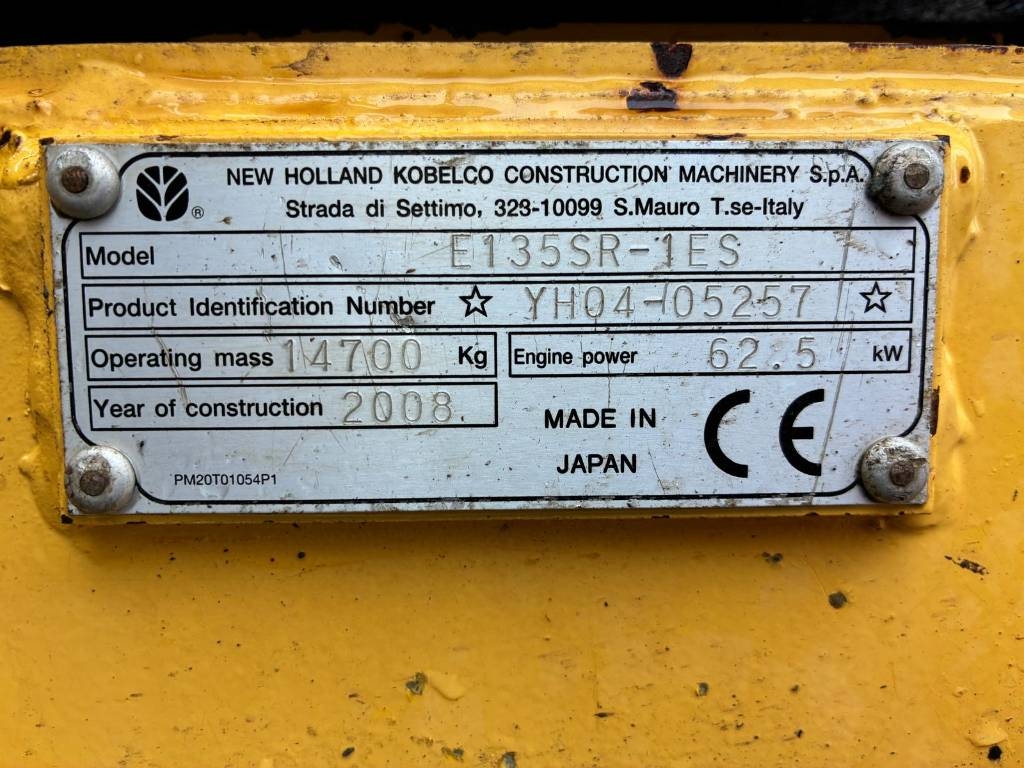 NEW HOLLAND KOBELCO CONSTRUCTION MACHINERY S.p.A.
®
Strada di Settimo, 323-10099 S.Mauro T.se-Italy
Model E135SR-1ES
Product Identification Number ☆ YH04-05257 ☆
Operating mass 14700 Kg Engine power 62.5 kW
Year of construction 2008
MADE IN
JAPAN
CE
PM20T01054P1